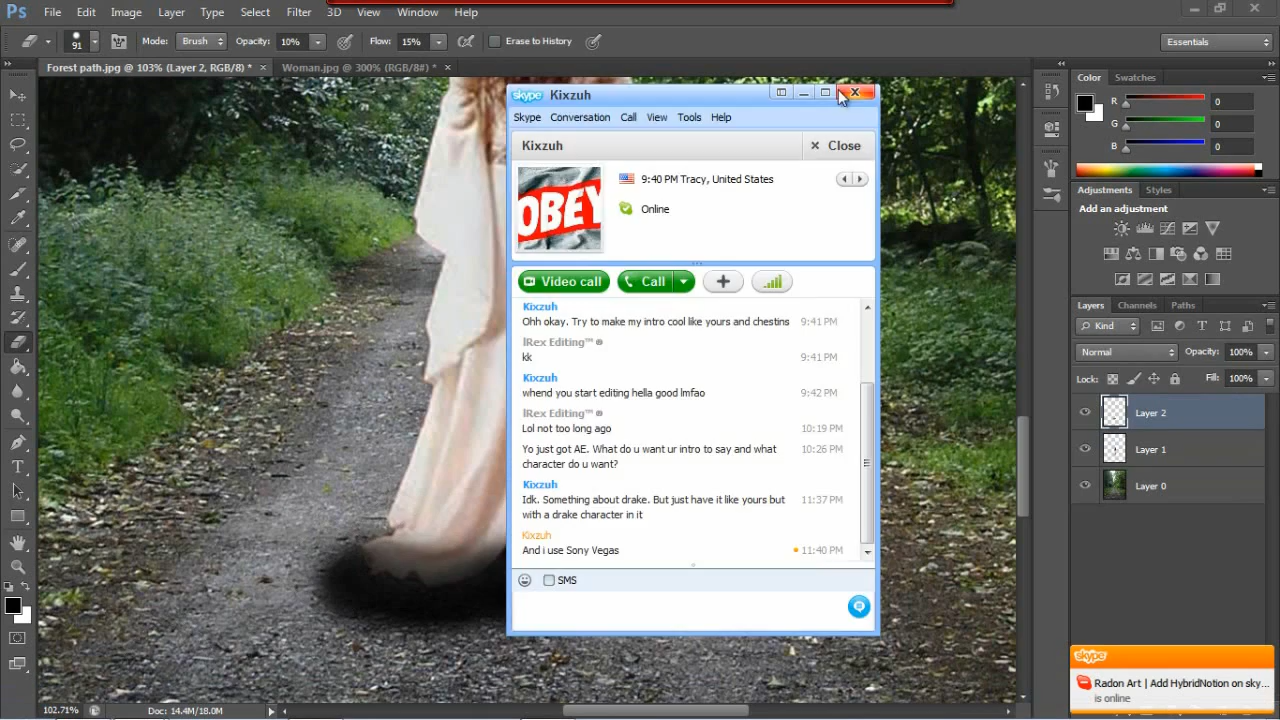 Ps File Edit Image Layer Type Select Filter 3D View Window Help
91 Mode: Brush Opacity: 10% Flow: 15% Erase to History Essentials
Forest path.jpg @ 103% (Layer 2, RGB/8) * × Woman.jpg @ 300% (RGB/8#) * ×
skype Kixzuh
Skype Conversation Call View Tools Help
Kixzuh × Close
OBEY
9:40 PM Tracy, United States
Online
Video call Call
Kixzuh
Ohh okay. Try to make my intro cool like yours and chestins 9:41 PM
lRex Editing™ ®
kk 9:41 PM
Kixzuh
whend you start editing hella good lmfao 9:42 PM
lRex Editing™ ®
Lol not too long ago 10:19 PM
Yo just got AE. What do u want ur intro to say and what 10:26 PM
character do u want?
Kixzuh
Idk. Something about drake. But just have it like yours but 11:37 PM
with a drake character in it
Kixzuh
And i use Sony Vegas 11:40 PM
SMS
Color Swatches
R 0
G 0
B 0
Adjustments Styles
Add an adjustment
Layers Channels Paths
Kind
Normal Opacity: 100%
Lock: Fill: 100%
Layer 2
Layer 1
Layer 0
skype
Radon Art | Add HybridNotion on sky...
is online
102.71% Doc: 14.4M/18.0M